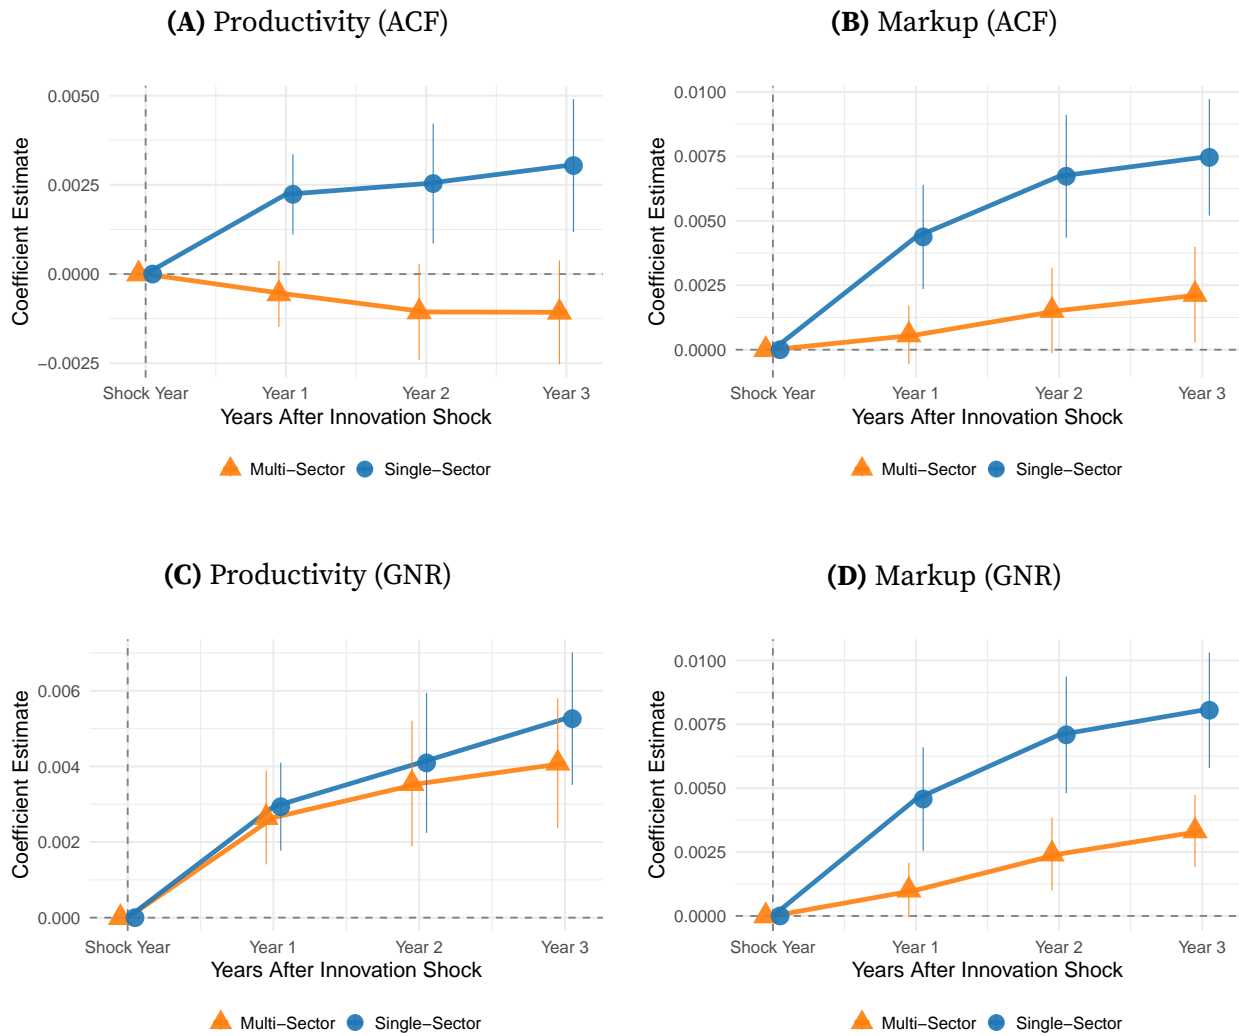 (A) Productivity (ACF)
Coefficient Estimate
0.0050
0.0025
0.0000
−0.0025
Shock Year Year 1 Year 2 Year 3
Years After Innovation Shock
Multi−Sector Single−Sector
(B) Markup (ACF)
Coefficient Estimate
0.0100
0.0075
0.0050
0.0025
0.0000
Shock Year Year 1 Year 2 Year 3
Years After Innovation Shock
Multi−Sector Single−Sector
(C) Productivity (GNR)
Coefficient Estimate
0.006
0.004
0.002
0.000
Shock Year Year 1 Year 2 Year 3
Years After Innovation Shock
Multi−Sector Single−Sector
(D) Markup (GNR)
Coefficient Estimate
0.0100
0.0075
0.0050
0.0025
0.0000
Shock Year Year 1 Year 2 Year 3
Years After Innovation Shock
Multi−Sector Single−Sector